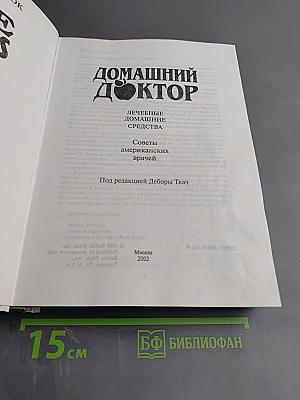 ДОМАШНИЙ
ДОКТОР
ЛЕЧЕБНЫЕ
ДОМАШНИЕ
СРЕДСТВА
Советы
американских
врачей
Под редакцией Деборы Ткач
Москва
2002
15 см
БФ БИБЛИОФАН